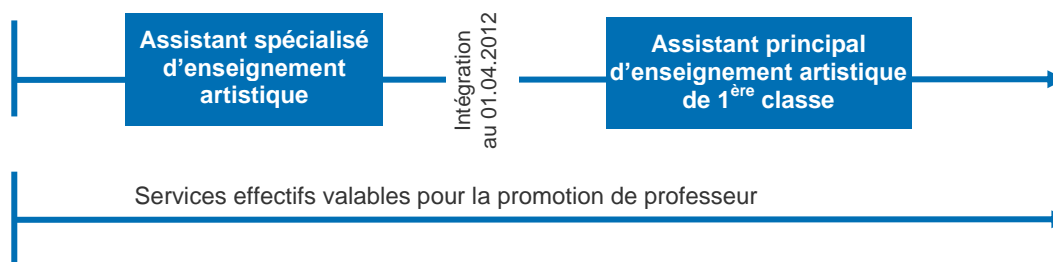 Assistant spécialisé
d’enseignement
artistique
Intégration
au 01.04.2012
Assistant principal
d’enseignement artistique
de 1ère classe
Services effectifs valables pour la promotion de professeur